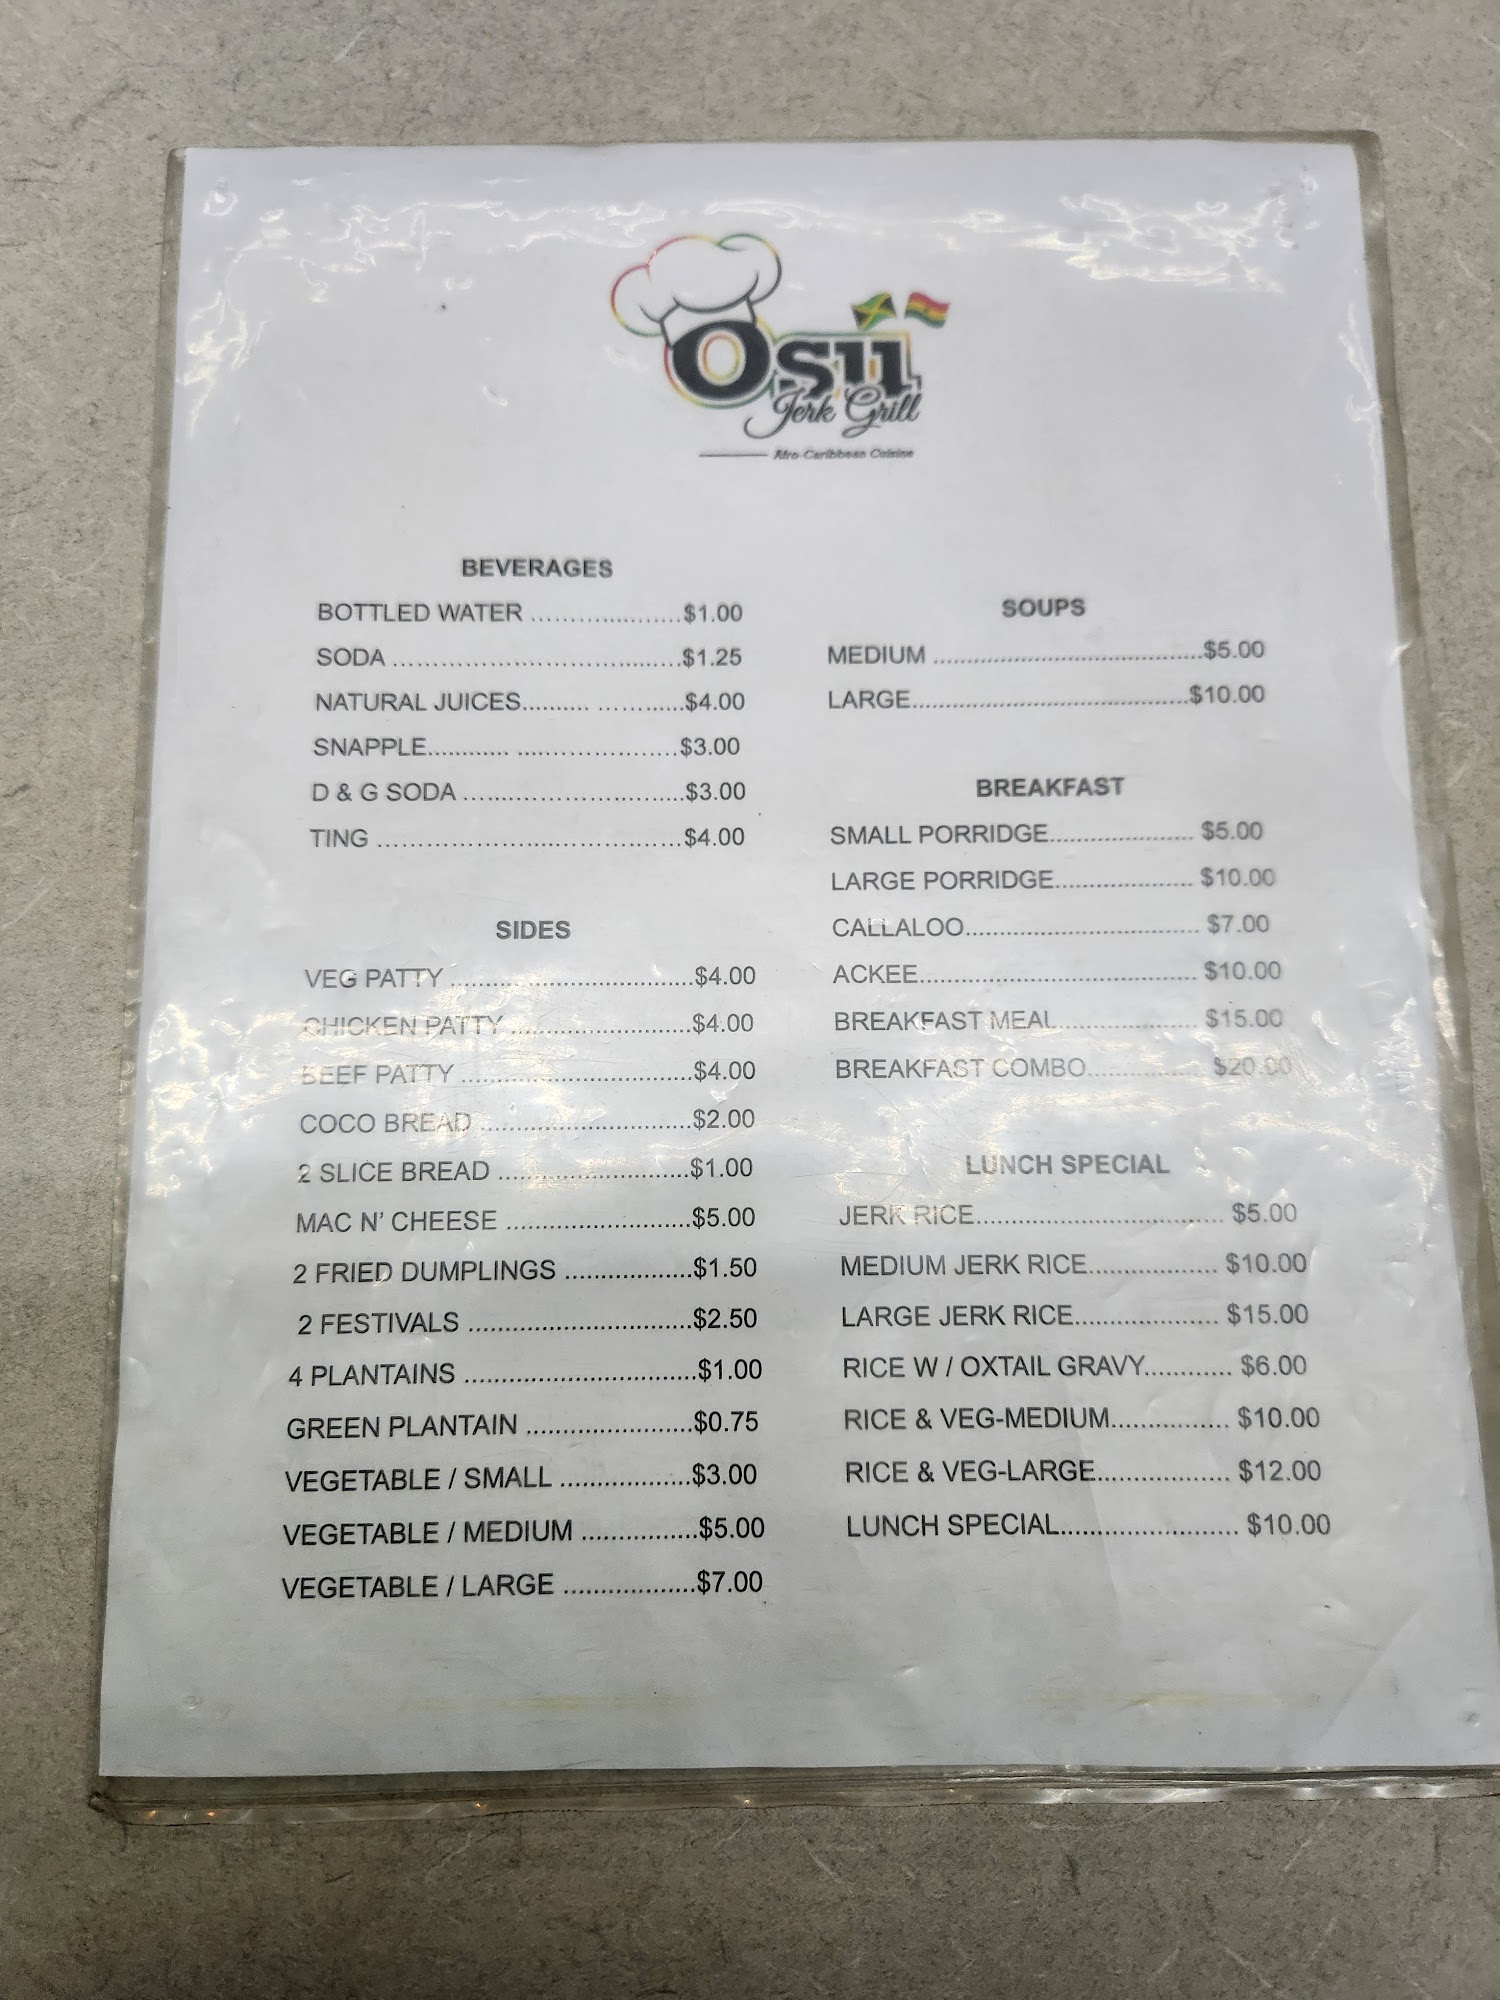 Osu
Jerk Grill
Afro-Caribbean Cuisine
BEVERAGES
BOTTLED WATER ........................$1.00
SODA ........................................$1.25
NATURAL JUICES.......... ............$4.00
SNAPPLE............ .......................$3.00
D & G SODA ...............................$3.00
TING ..........................................$4.00
SIDES
VEG PATTY ..................................$4.00
CHICKEN PATTY .........................$4.00
BEEF PATTY ................................$4.00
COCO BREAD .............................$2.00
2 SLICE BREAD ..........................$1.00
MAC N' CHEESE .........................$5.00
2 FRIED DUMPLINGS .................$1.50
2 FESTIVALS ..............................$2.50
4 PLANTAINS ...............................$1.00
GREEN PLANTAIN ......................$0.75
VEGETABLE / SMALL .................$3.00
VEGETABLE / MEDIUM ...............$5.00
VEGETABLE / LARGE .................$7.00
SOUPS
MEDIUM ......................................$5.00
LARGE.......................................$10.00
BREAKFAST
SMALL PORRIDGE.................... $5.00
LARGE PORRIDGE................... $10.00
CALLALOO................................. $7.00
ACKEE....................................... $10.00
BREAKFAST MEAL................... $15.00
BREAKFAST COMBO............... $20.00
LUNCH SPECIAL
JERK RICE.................................. $5.00
MEDIUM JERK RICE.................. $10.00
LARGE JERK RICE.................... $15.00
RICE W / OXTAIL GRAVY............ $6.00
RICE & VEG-MEDIUM................ $10.00
RICE & VEG-LARGE.................. $12.00
LUNCH SPECIAL........................ $10.00